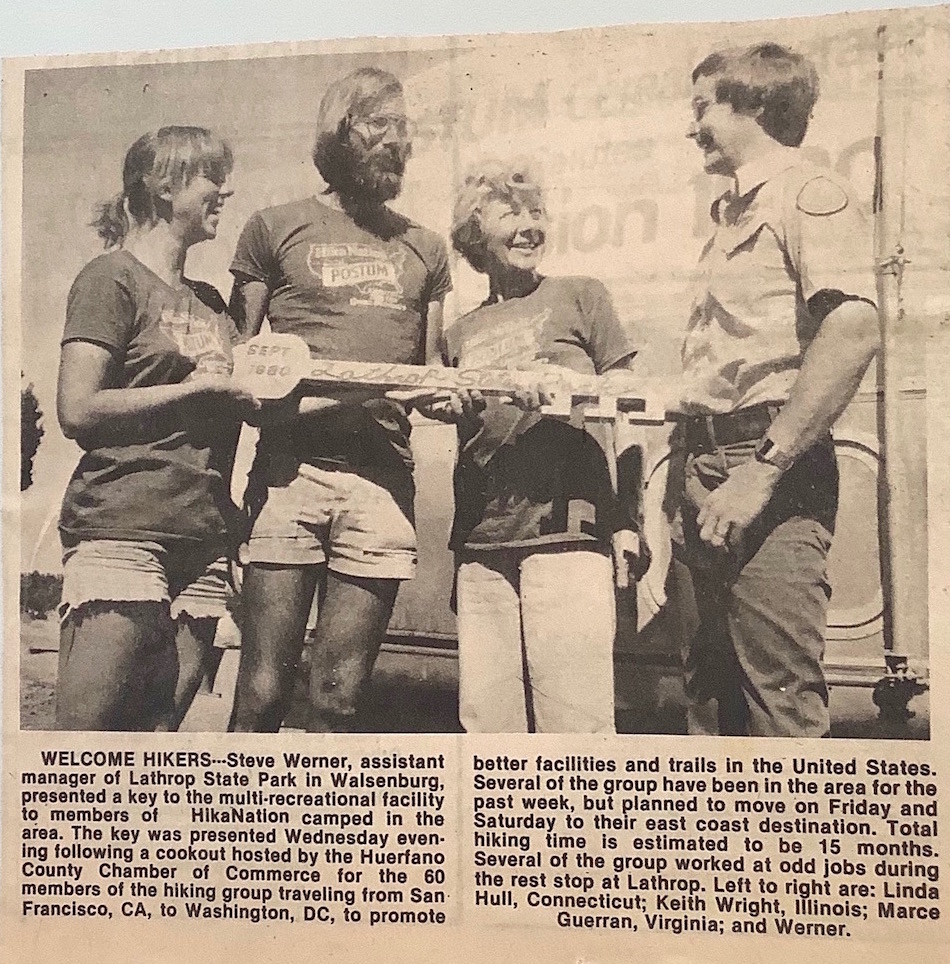 POSTUM
SEPT
1980
Lathrop State Park
WELCOME HIKERS---Steve Werner, assistant
manager of Lathrop State Park in Walsenburg,
presented a key to the multi-recreational facility
to members of HikaNation camped in the
area. The key was presented Wednesday even-
ing following a cookout hosted by the Huerfano
County Chamber of Commerce for the 60
members of the hiking group traveling from San
Francisco, CA, to Washington, DC, to promote
better facilities and trails in the United States.
Several of the group have been in the area for the
past week, but planned to move on Friday and
Saturday to their east coast destination. Total
hiking time is estimated to be 15 months.
Several of the group worked at odd jobs during
the rest stop at Lathrop. Left to right are: Linda
Hull, Connecticut; Keith Wright, Illinois; Marce
Guerran, Virginia; and Werner.